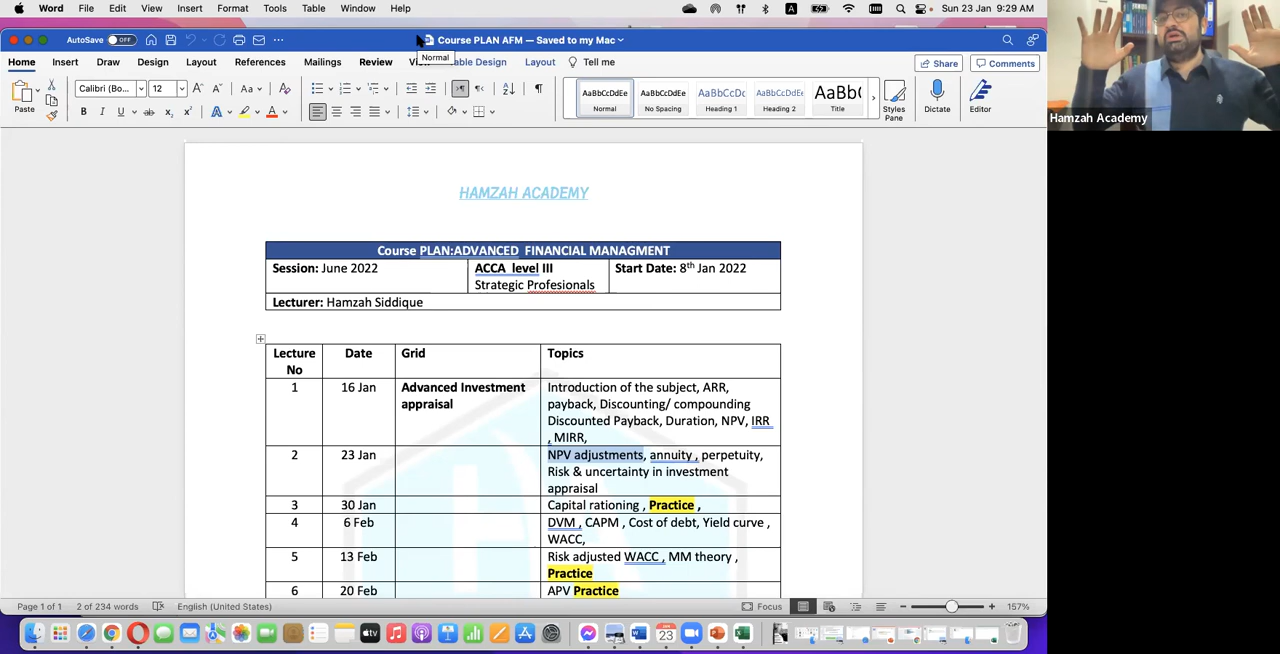 Word File Edit View Insert Format Tools Table Window Help
A
Sun 23 Jan 9:29 AM
AutoSave OFF
Course PLAN AFM — Saved to my Mac
Normal
Home Insert Draw Design Layout References Mailings Review Table Design Layout Tell me
Share Comments
Paste
Calibri (Bo... 12
AaBbCcDdEe Normal
AaBbCcDdEe No Spacing
AaBbCcDc Heading 1
AaBbCcDdEe Heading 2
AaBbC Title
Styles Pane
Dictate
Editor
Hamzah Academy
HAMZAH ACADEMY
Course PLAN:ADVANCED FINANCIAL MANAGMENT
Session: June 2022
ACCA level III
Strategic Profesionals
Start Date: 8th Jan 2022
Lecturer: Hamzah Siddique
Lecture No Date Grid Topics
1 16 Jan Advanced Investment appraisal
Introduction of the subject, ARR,
payback, Discounting/ compounding
Discounted Payback, Duration, NPV, IRR
, MIRR,
2 23 Jan NPV adjustments, annuity , perpetuity,
Risk & uncertainty in investment
appraisal
3 30 Jan Capital rationing , Practice ,
4 6 Feb DVM , CAPM , Cost of debt, Yield curve ,
WACC,
5 13 Feb Risk adjusted WACC , MM theory ,
Practice
6 20 Feb APV Practice
Page 1 of 1 2 of 234 words English (United States) Focus 157%